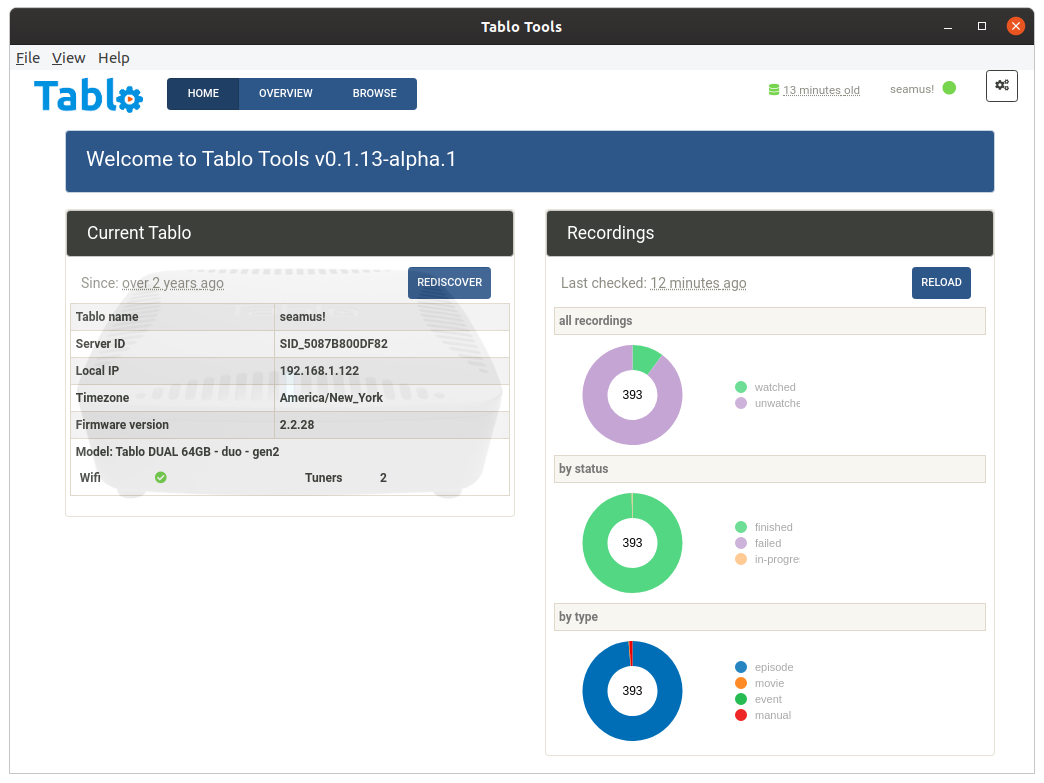 Tablo Tools
File View Help
Tablo
HOME OVERVIEW BROWSE
13 minutes old
seamus!
Welcome to Tablo Tools v0.1.13-alpha.1
Current Tablo
Since: over 2 years ago
REDISCOVER
Tablo name seamus!
Server ID SID_5087B800DF82
Local IP 192.168.1.122
Timezone America/New_York
Firmware version 2.2.28
Model: Tablo DUAL 64GB - duo - gen2
Wifi Tuners 2
Recordings
Last checked: 12 minutes ago
RELOAD
all recordings
393
watched
unwatche
by status
393
finished
failed
in-progre
by type
393
episode
movie
event
manual